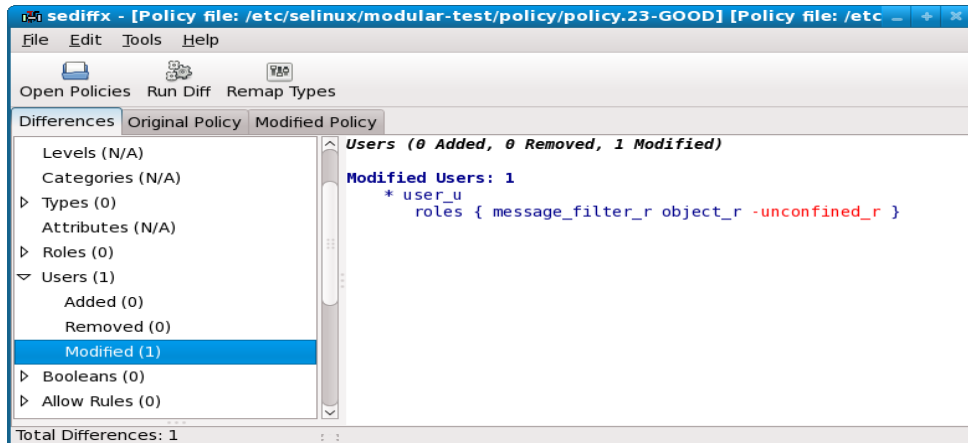 sediffx - [Policy file: /etc/selinux/modular-test/policy/policy.23-GOOD] [Policy file: /etc
File Edit Tools Help
Open Policies Run Diff Remap Types
Differences Original Policy Modified Policy
Levels (N/A)
Categories (N/A)
Types (0)
Attributes (N/A)
Roles (0)
Users (1)
Added (0)
Removed (0)
Modified (1)
Booleans (0)
Allow Rules (0)
Users (0 Added, 0 Removed, 1 Modified)
Modified Users: 1
* user_u
roles { message_filter_r object_r -unconfined_r }
Total Differences: 1